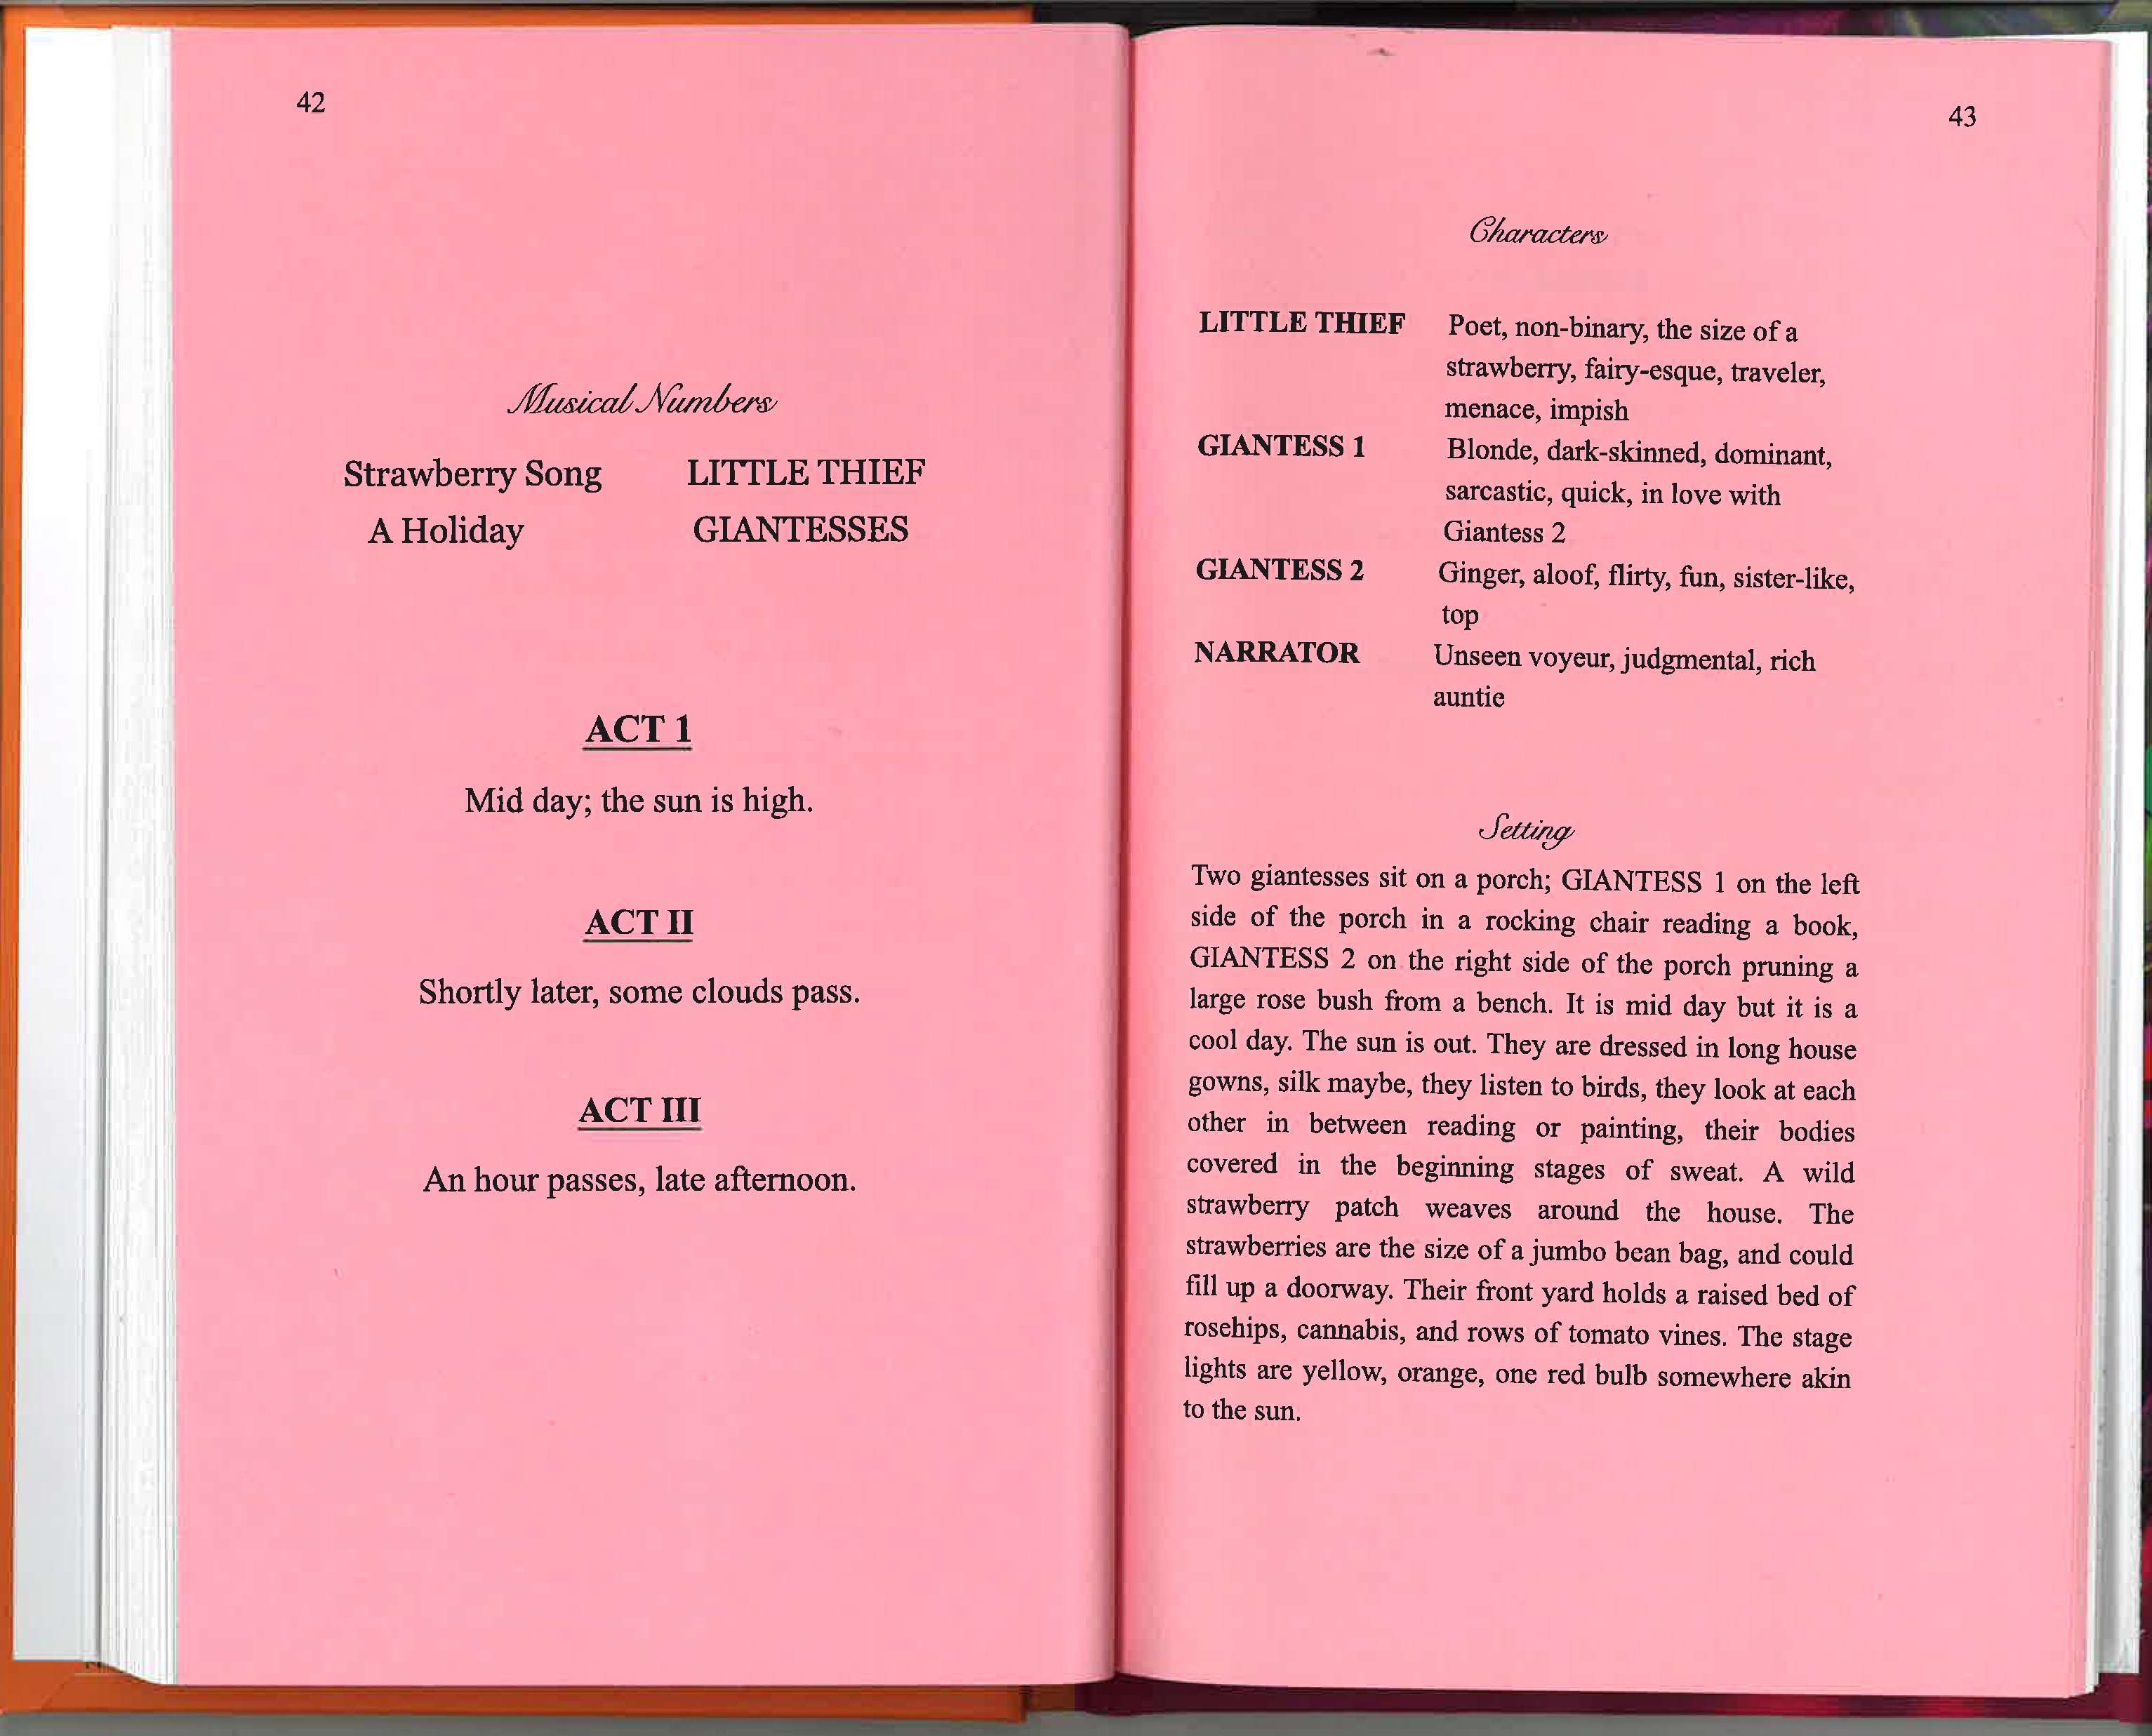 42
Musical Numbers
Strawberry Song LITTLE THIEF
A Holiday GIANTESSES
ACT 1
Mid day; the sun is high.
ACT II
Shortly later, some clouds pass.
ACT III
An hour passes, late afternoon.
43
Characters
LITTLE THIEF Poet, non-binary, the size of a
strawberry, fairy-esque, traveler,
menace, impish
GIANTESS 1 Blonde, dark-skinned, dominant,
sarcastic, quick, in love with
Giantess 2
GIANTESS 2 Ginger, aloof, flirty, fun, sister-like,
top
NARRATOR Unseen voyeur, judgmental, rich
auntie
Setting
Two giantesses sit on a porch; GIANTESS 1 on the left
side of the porch in a rocking chair reading a book,
GIANTESS 2 on the right side of the porch pruning a
large rose bush from a bench. It is mid day but it is a
cool day. The sun is out. They are dressed in long house
gowns, silk maybe, they listen to birds, they look at each
other in between reading or painting, their bodies
covered in the beginning stages of sweat. A wild
strawberry patch weaves around the house. The
strawberries are the size of a jumbo bean bag, and could
fill up a doorway. Their front yard holds a raised bed of
rosehips, cannabis, and rows of tomato vines. The stage
lights are yellow, orange, one red bulb somewhere akin
to the sun.